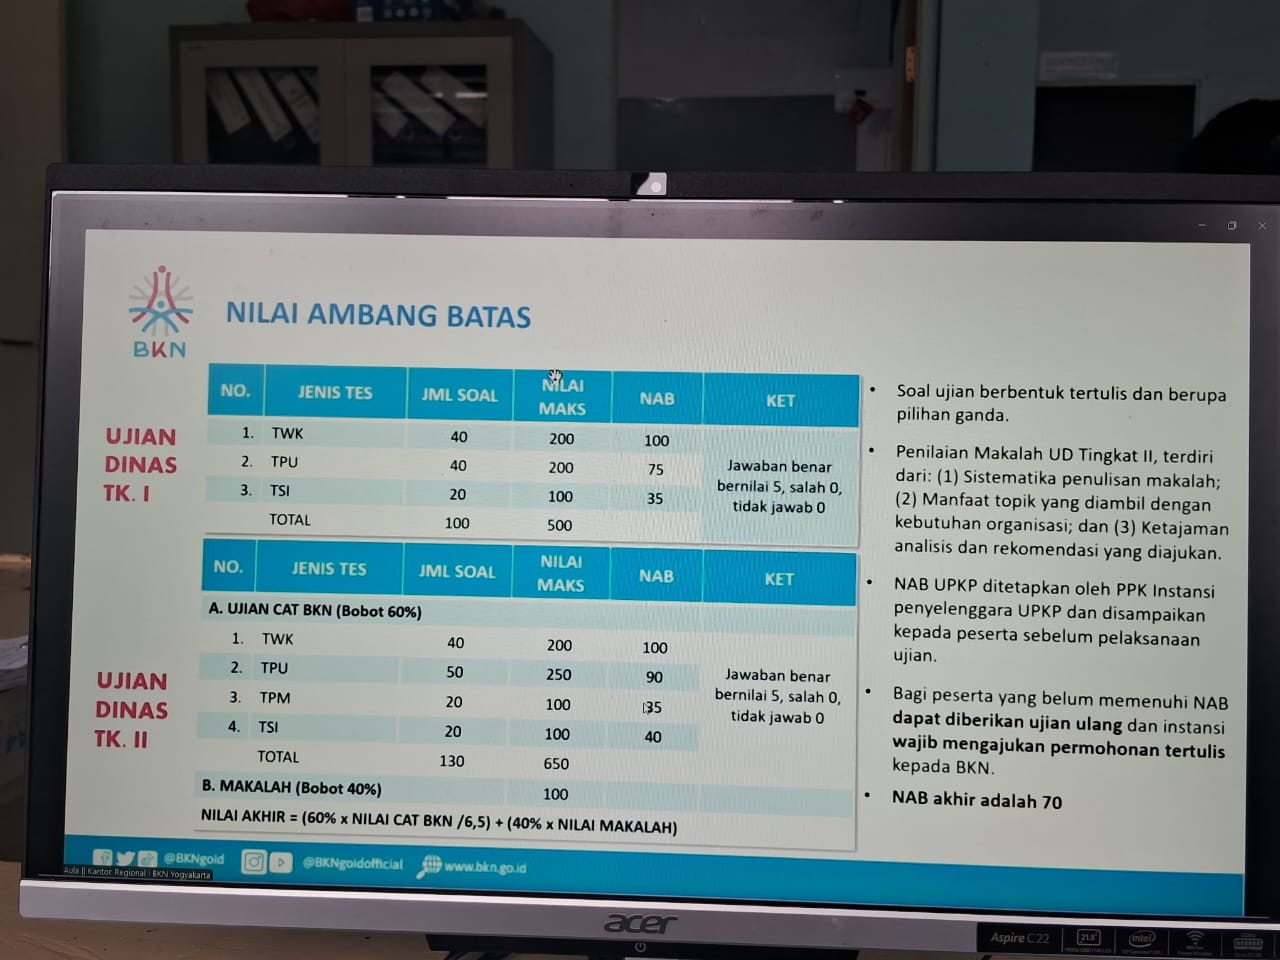 BKN
NILAI AMBANG BATAS
UJIAN
DINAS
TK. I
NO. JENIS TES JML SOAL NILAI MAKS NAB KET
1. TWK 40 200 100
2. TPU 40 200 75
3. TSI 20 100 35
TOTAL 100 500
Jawaban benar
bernilai 5, salah 0,
tidak jawab 0
UJIAN
DINAS
TK. II
NO. JENIS TES JML SOAL NILAI MAKS NAB KET
A. UJIAN CAT BKN (Bobot 60%)
1. TWK 40 200 100
2. TPU 50 250 90
3. TPM 20 100 35
4. TSI 20 100 40
TOTAL 130 650
Jawaban benar
bernilai 5, salah 0,
tidak jawab 0
B. MAKALAH (Bobot 40%) 100
NILAI AKHIR = (60% x NILAI CAT BKN /6,5) + (40% x NILAI MAKALAH)
• Soal ujian berbentuk tertulis dan berupa
pilihan ganda.
• Penilaian Makalah UD Tingkat II, terdiri
dari: (1) Sistematika penulisan makalah;
(2) Manfaat topik yang diambil dengan
kebutuhan organisasi; dan (3) Ketajaman
analisis dan rekomendasi yang diajukan.
• NAB UPKP ditetapkan oleh PPK Instansi
penyelenggara UPKP dan disampaikan
kepada peserta sebelum pelaksanaan
ujian.
• Bagi peserta yang belum memenuhi NAB
dapat diberikan ujian ulang dan instansi
wajib mengajukan permohonan tertulis
kepada BKN.
• NAB akhir adalah 70
@BKNgoid @BKNgoidofficial www.bkn.go.id
Aula || Kantor Regional I BKN Yogyakarta
acer
Aspire C22
21.5"
intel